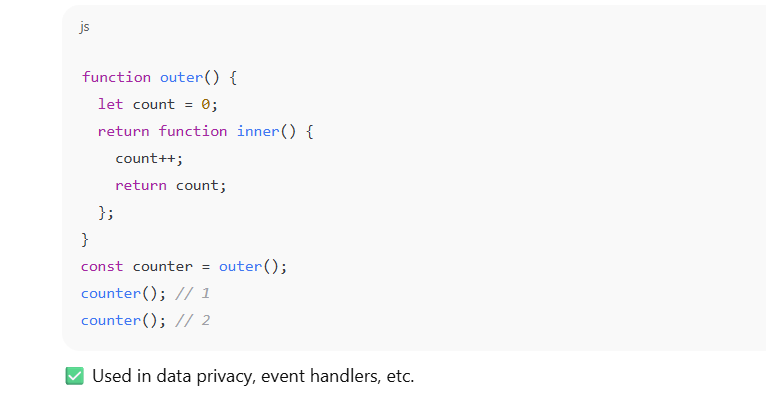 js
function outer() {
  let count = 0;
  return function inner() {
    count++;
    return count;
  };
}
const counter = outer();
counter(); // 1
counter(); // 2
✅ Used in data privacy, event handlers, etc.